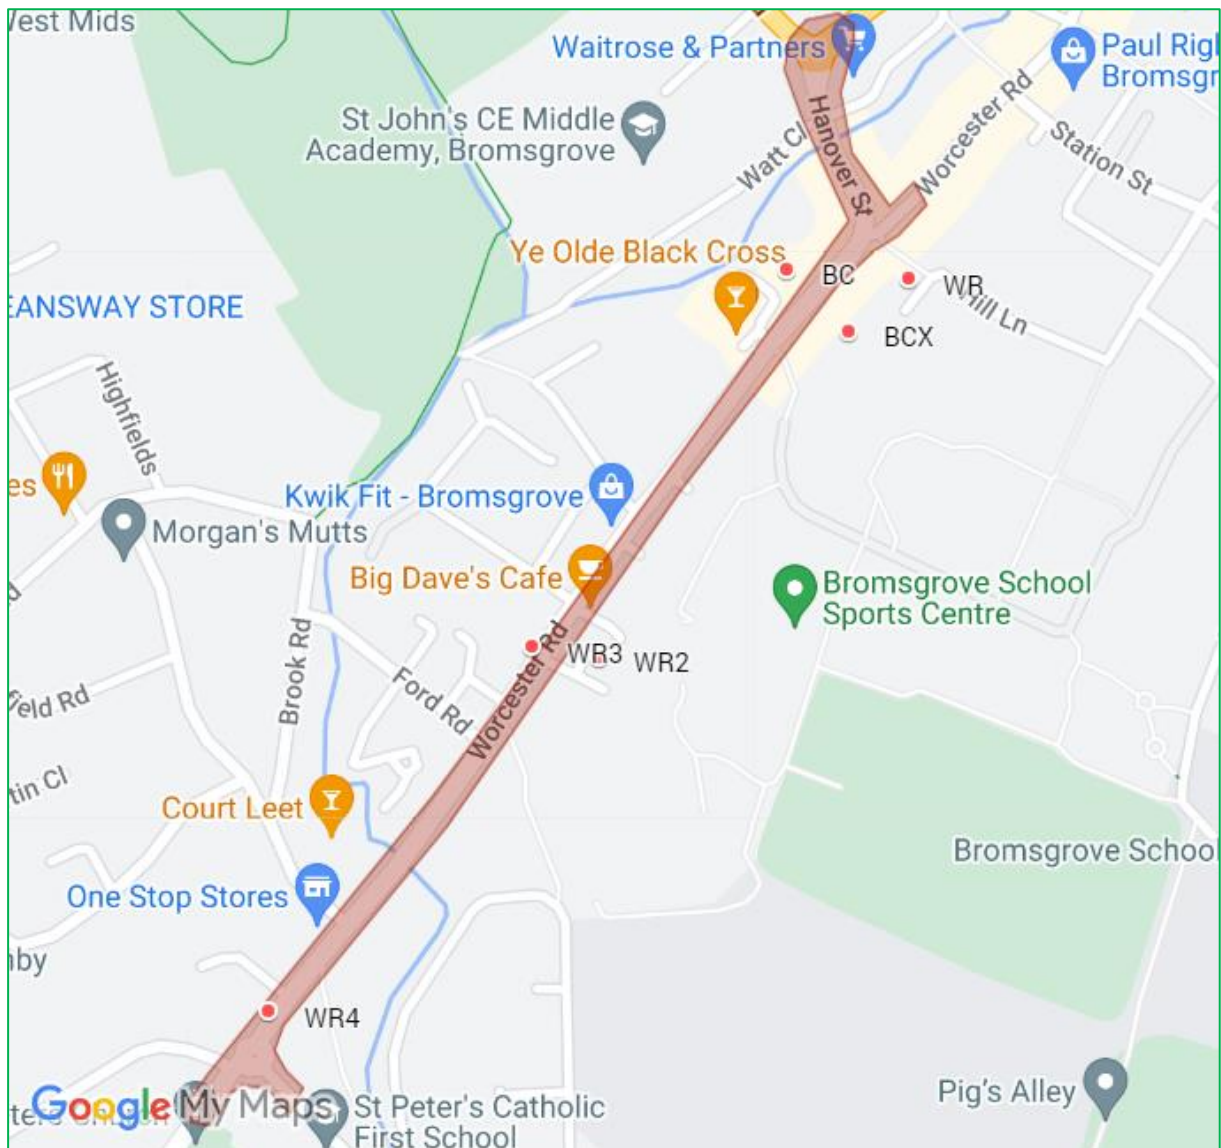 West Mids
Waitrose & Partners
Paul Rigl
Bromsgr
St John's CE Middle
Academy, Bromsgrove
Hanover St
Watt Cl
Worcester Rd
Station St
Ye Olde Black Cross
BC
WR
EANSWAY STORE
Hill Ln
BCX
Highfields
es
Kwik Fit - Bromsgrove
Morgan's Mutts
Big Dave's Cafe
Bromsgrove School
Sports Centre
WR3
WR2
Worcester Rd
Brook Rd
Ford Rd
field Rd
tin Cl
Court Leet
Bromsgrove School
One Stop Stores
nby
WR4
Pig's Alley
Google My Maps
St Peter's Catholic
First School